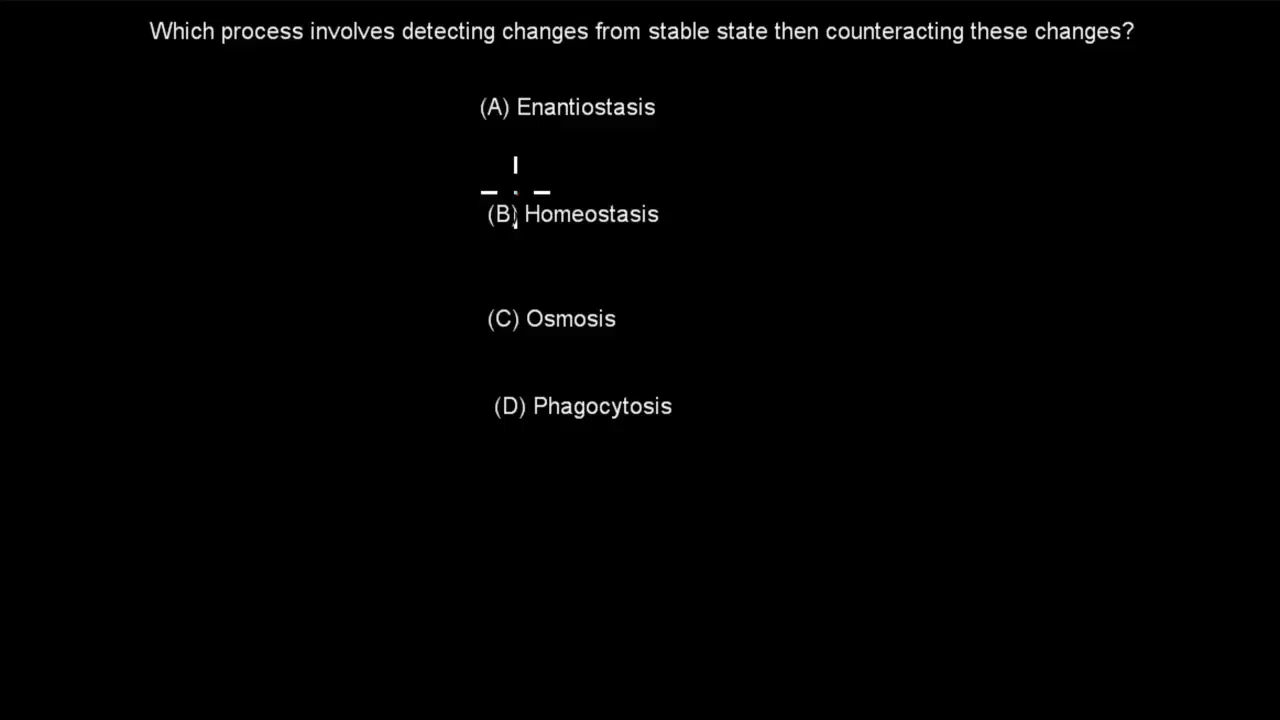 Which process involves detecting changes from stable state then counteracting these changes?
(A) Enantiostasis
(B) Homeostasis
(C) Osmosis
(D) Phagocytosis